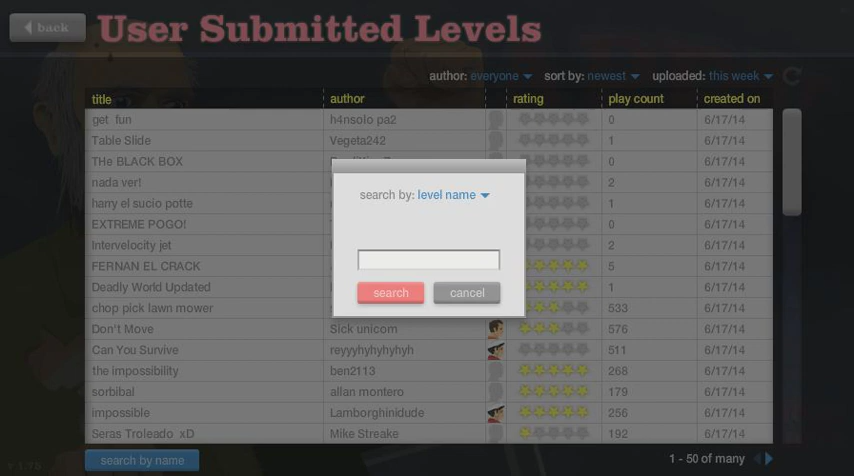 back
User Submitted Levels
author: everyone sort by: newest uploaded: this week
title author rating play count created on
get fun h4nsolo pa2 0 6/17/14
Table Slide Vegeta242 1 6/17/14
THe BLACK BOX 0 6/17/14
nada ver! 2 6/17/14
harry el sucio potte 1 6/17/14
EXTREME POGO! 0 6/17/14
Intervelocity jet 2 6/17/14
FERNAN EL CRACK 5 6/17/14
Deadly World Updated 1 6/17/14
chop pick lawn mower 533 6/17/14
Don't Move Sick unicorn 576 6/17/14
Can You Survive reyyyhyhyhyh 511 6/17/14
the impossibility ben2113 268 6/17/14
sorbibal allan montero 179 6/17/14
impossible Lamborghinidude 256 6/17/14
Seras Troleado xD Mike Streake 192 6/17/14
search by: level name
search cancel
search by name
1 - 50 of many